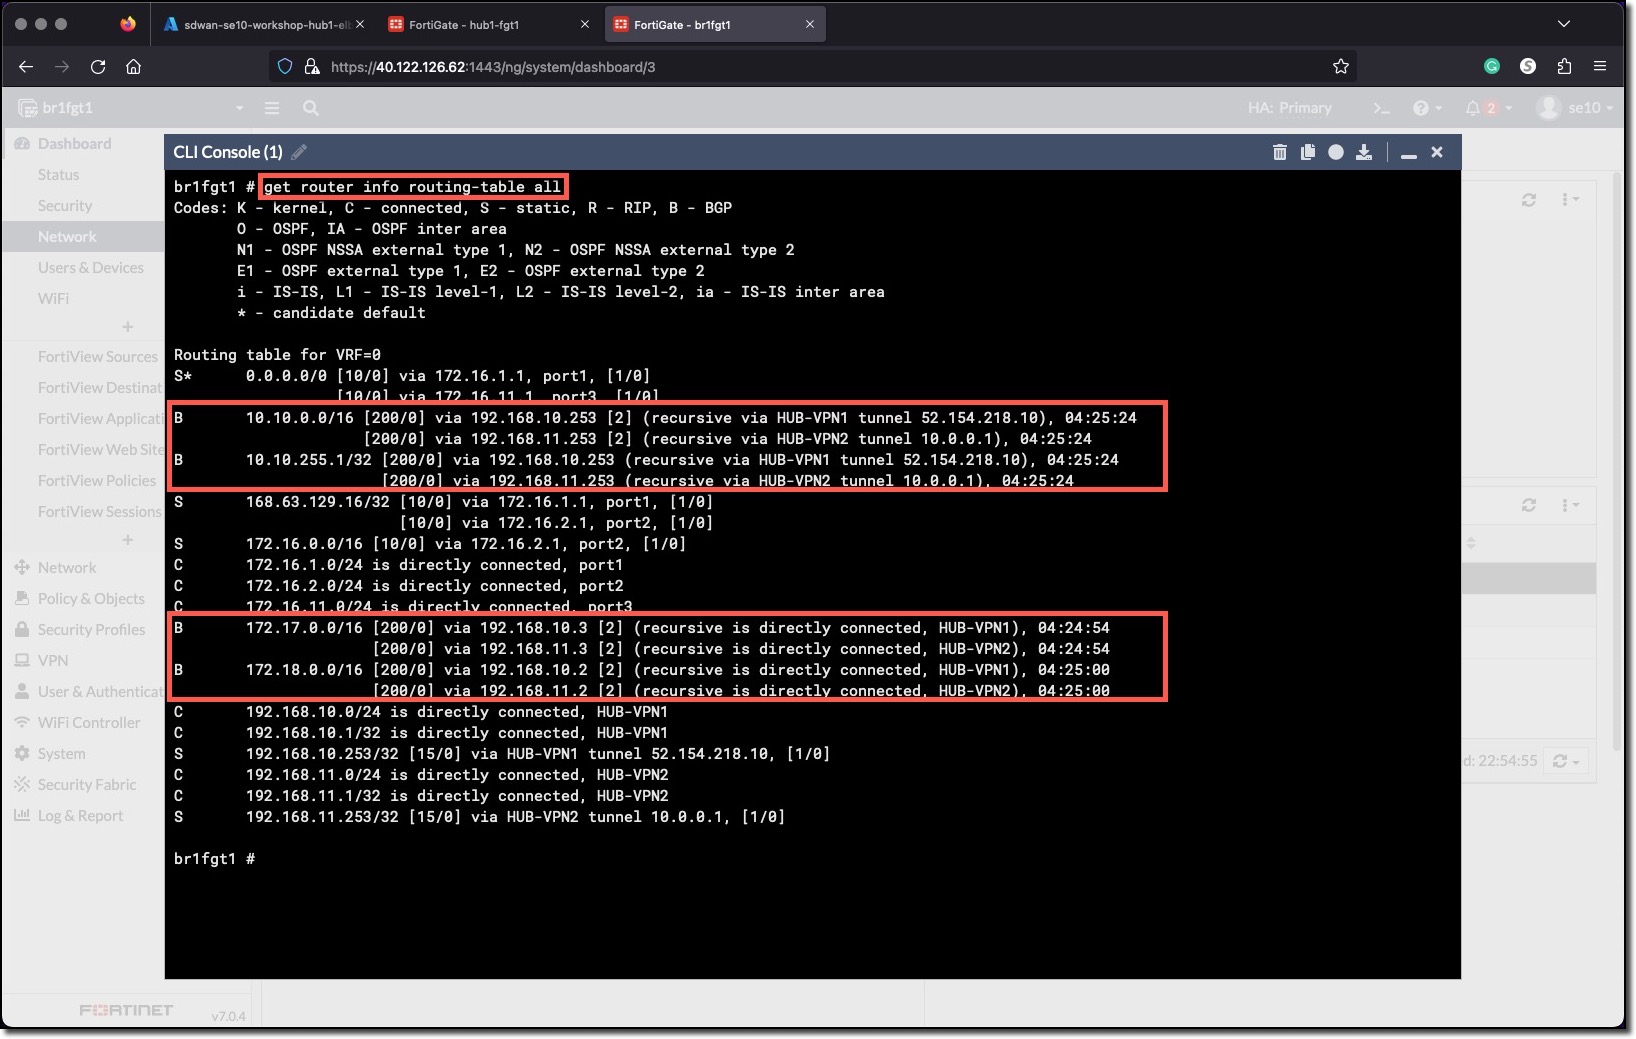 sdwan-se10-workshop-hub1-el
FortiGate - hub1-fgt1
FortiGate - br1fgt1
https://40.122.126.62:1443/ng/system/dashboard/3
br1fgt1
HA: Primary
>_
2
se10
Dashboard
Status
Security
Network
Users & Devices
WiFi
+
FortiView Sources
FortiView Destinat
FortiView Applicati
FortiView Web Site
FortiView Policies
FortiView Sessions
+
Network
Policy & Objects
Security Profiles
VPN
User & Authenticat
WiFi Controller
System
Security Fabric
Log & Report
FORTINET
v7.0.4
CLI Console (1)
br1fgt1 # get router info routing-table all
Codes: K - kernel, C - connected, S - static, R - RIP, B - BGP
O - OSPF, IA - OSPF inter area
N1 - OSPF NSSA external type 1, N2 - OSPF NSSA external type 2
E1 - OSPF external type 1, E2 - OSPF external type 2
i - IS-IS, L1 - IS-IS level-1, L2 - IS-IS level-2, ia - IS-IS inter area
* - candidate default
Routing table for VRF=0
S* 0.0.0.0/0 [10/0] via 172.16.1.1, port1, [1/0]
[10/0] via 172.16.11.1, port3, [1/0]
B 10.10.0.0/16 [200/0] via 192.168.10.253 [2] (recursive via HUB-VPN1 tunnel 52.154.218.10), 04:25:24
[200/0] via 192.168.11.253 [2] (recursive via HUB-VPN2 tunnel 10.0.0.1), 04:25:24
B 10.10.255.1/32 [200/0] via 192.168.10.253 (recursive via HUB-VPN1 tunnel 52.154.218.10), 04:25:24
[200/0] via 192.168.11.253 (recursive via HUB-VPN2 tunnel 10.0.0.1), 04:25:24
S 168.63.129.16/32 [10/0] via 172.16.1.1, port1, [1/0]
[10/0] via 172.16.2.1, port2, [1/0]
S 172.16.0.0/16 [10/0] via 172.16.2.1, port2, [1/0]
C 172.16.1.0/24 is directly connected, port1
C 172.16.2.0/24 is directly connected, port2
C 172.16.11.0/24 is directly connected, port3
B 172.17.0.0/16 [200/0] via 192.168.10.3 [2] (recursive is directly connected, HUB-VPN1), 04:24:54
[200/0] via 192.168.11.3 [2] (recursive is directly connected, HUB-VPN2), 04:24:54
B 172.18.0.0/16 [200/0] via 192.168.10.2 [2] (recursive is directly connected, HUB-VPN1), 04:25:00
[200/0] via 192.168.11.2 [2] (recursive is directly connected, HUB-VPN2), 04:25:00
C 192.168.10.0/24 is directly connected, HUB-VPN1
C 192.168.10.1/32 is directly connected, HUB-VPN1
S 192.168.10.253/32 [15/0] via HUB-VPN1 tunnel 52.154.218.10, [1/0]
C 192.168.11.0/24 is directly connected, HUB-VPN2
C 192.168.11.1/32 is directly connected, HUB-VPN2
S 192.168.11.253/32 [15/0] via HUB-VPN2 tunnel 10.0.0.1, [1/0]
br1fgt1 #
d: 22:54:55